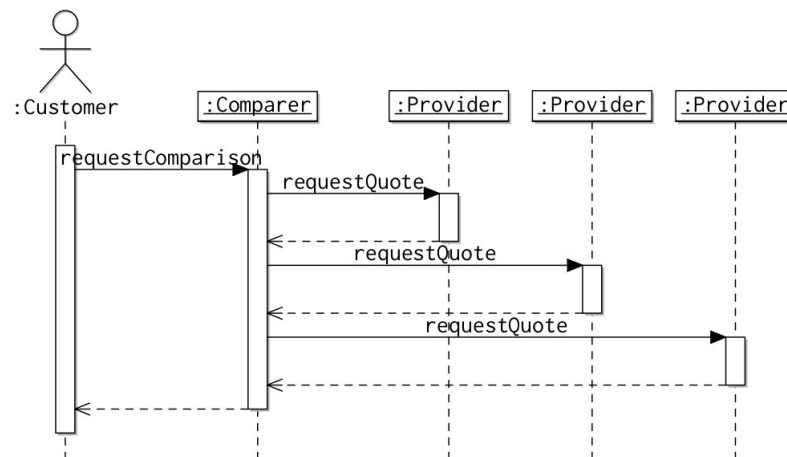 :Customer
:Comparer
:Provider
:Provider
:Provider
requestComparison
requestQuote
requestQuote
requestQuote